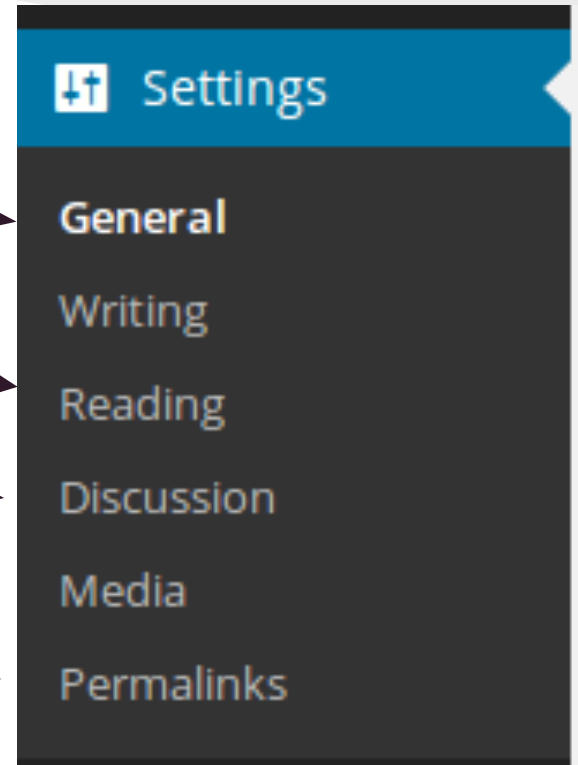 Settings
General
Writing
Reading
Discussion
Media
Permalinks